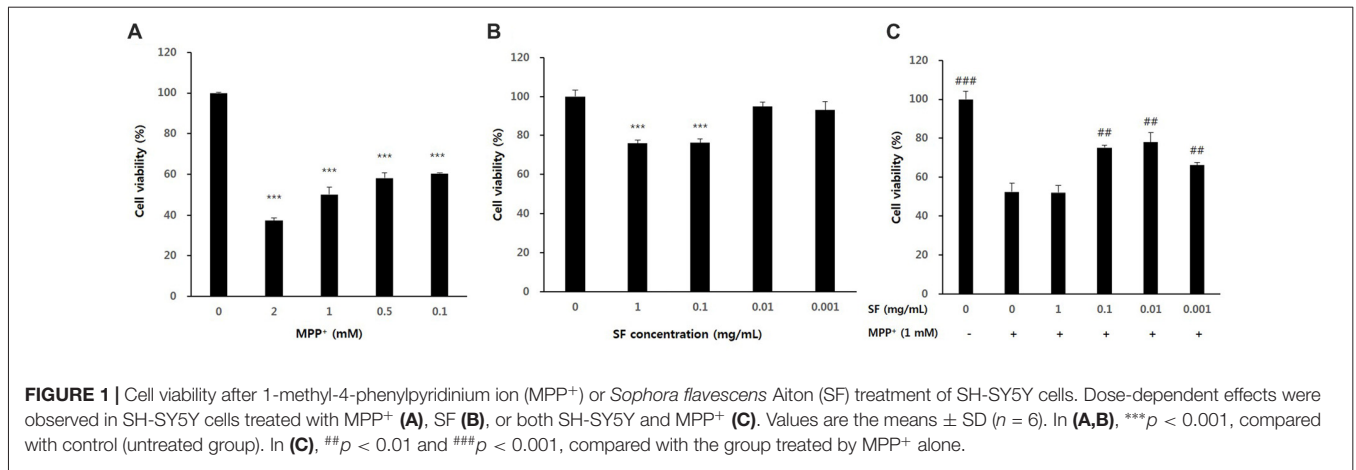 A
120
100
80
60
40
20
0
Cell viability (%)
***
***
***
***
0 2 1 0.5 0.1
MPP⁺ (mM)
B
120
100
80
60
40
20
0
Cell viability (%)
***
***
0 1 0.1 0.01 0.001
SF concentration (mg/mL)
C
120
100
80
60
40
20
0
Cell viability (%)
###
##
##
##
SF (mg/mL) 0 0 1 0.1 0.01 0.001
MPP⁺ (1 mM) - + + + + +
FIGURE 1 | Cell viability after 1-methyl-4-phenylpyridinium ion (MPP⁺) or Sophora flavescens Aiton (SF) treatment of SH-SY5Y cells. Dose-dependent effects were
observed in SH-SY5Y cells treated with MPP⁺ (A), SF (B), or both SH-SY5Y and MPP⁺ (C). Values are the means ± SD (n = 6). In (A,B), ***p < 0.001, compared
with control (untreated group). In (C), ##p < 0.01 and ###p < 0.001, compared with the group treated by MPP⁺ alone.